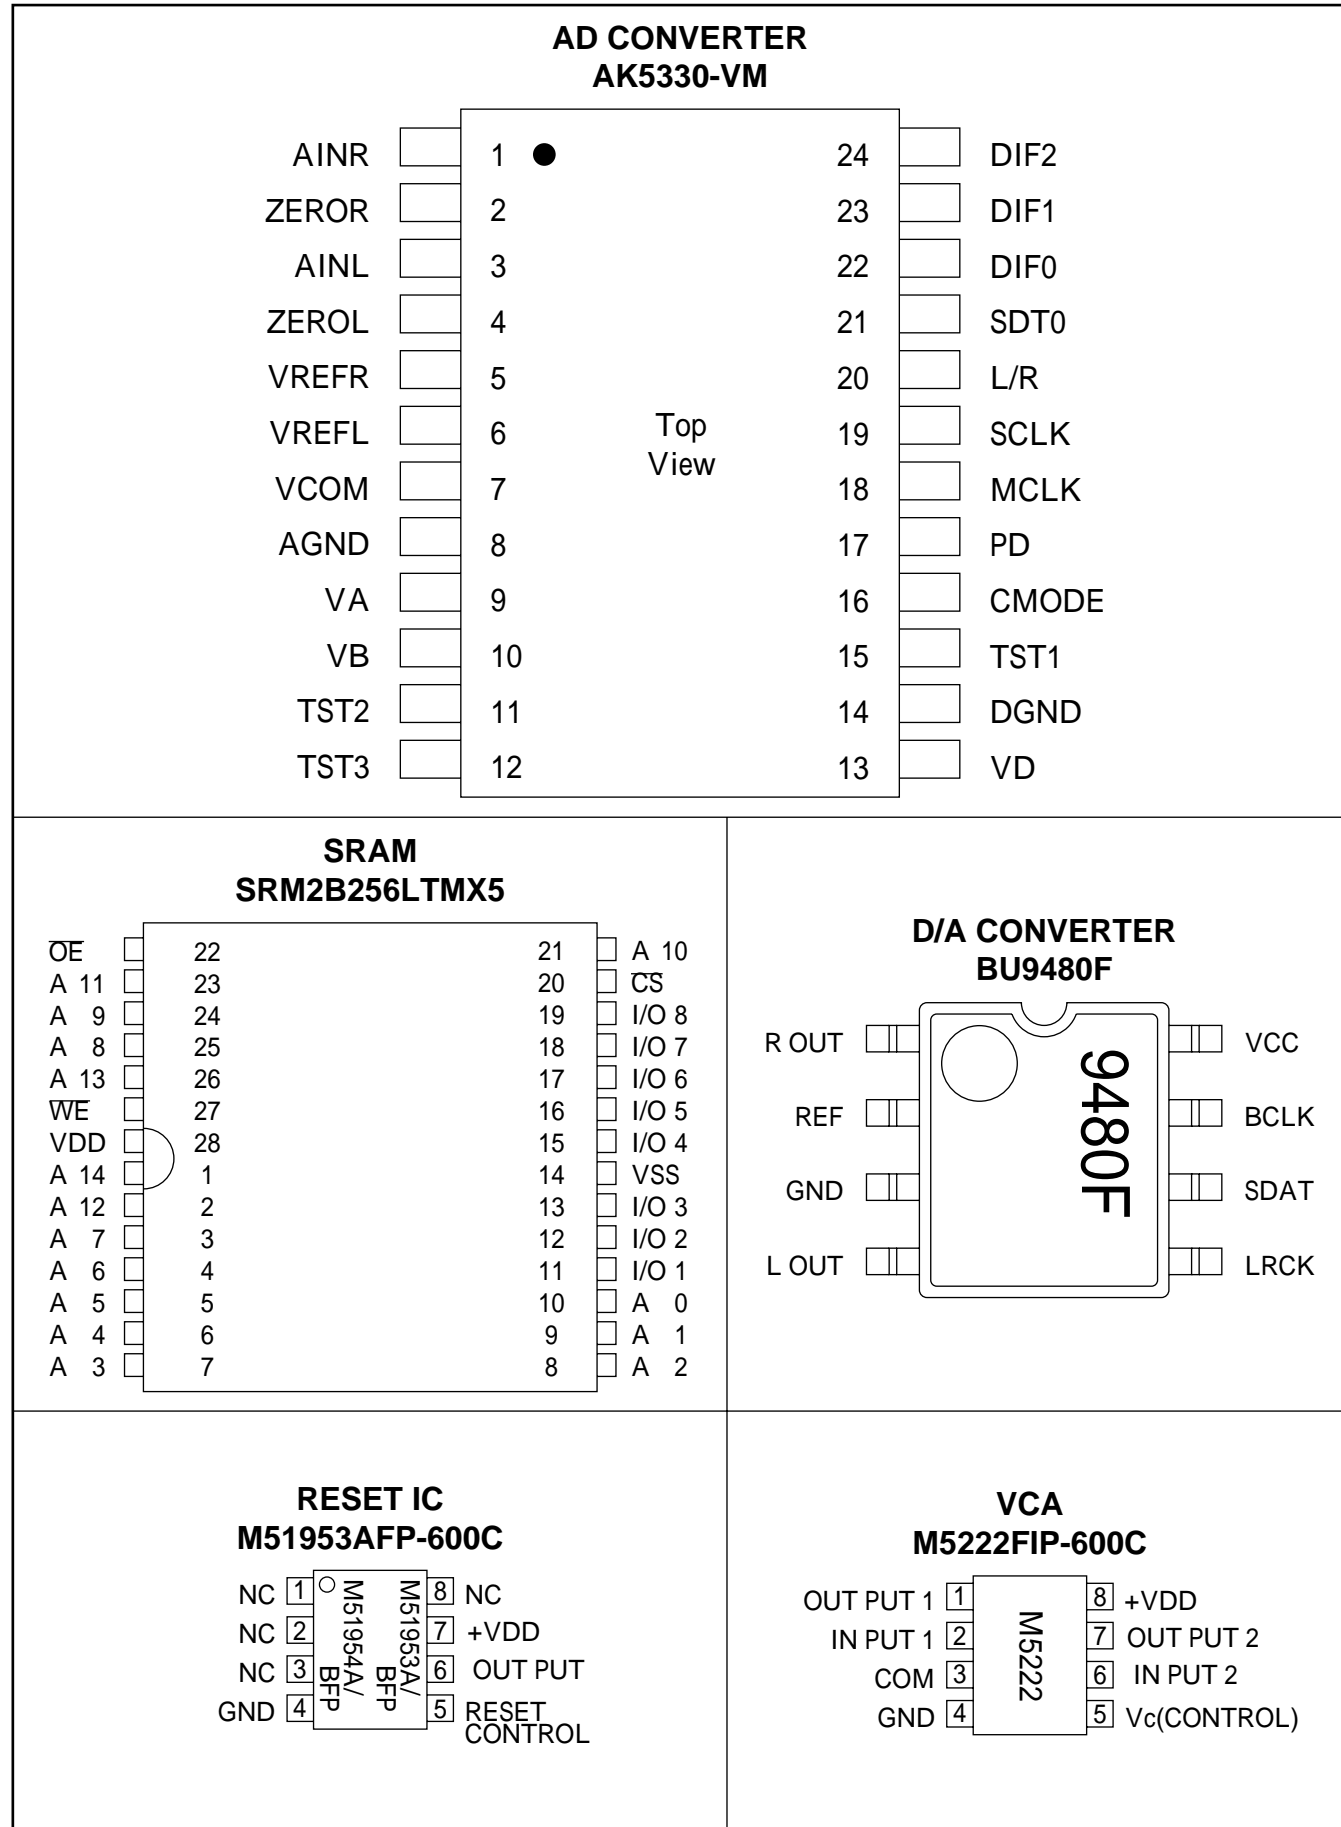 AD CONVERTER
AK5330-VM
AINR 1 24 DIF2
ZEROR 2 23 DIF1
AINL 3 22 DIF0
ZEROL 4 21 SDT0
VREFR 5 20 L/R
VREFL 6 19 SCLK
VCOM 7 18 MCLK
AGND 8 17 PD
VA 9 16 CMODE
VB 10 15 TST1
TST2 11 14 DGND
TST3 12 13 VD
Top
View
SRAM
SRM2B256LTMX5
O̅E̅ 22 21 A 10
A 11 23 20 C̅S̅
A 9 24 19 I/O 8
A 8 25 18 I/O 7
A 13 26 17 I/O 6
W̅E̅ 27 16 I/O 5
VDD 28 15 I/O 4
A 14 1 14 VSS
A 12 2 13 I/O 3
A 7 3 12 I/O 2
A 6 4 11 I/O 1
A 5 5 10 A 0
A 4 6 9 A 1
A 3 7 8 A 2
D/A CONVERTER
BU9480F
R OUT VCC
REF BCLK
GND SDAT
L OUT LRCK
9480F
RESET IC
M51953AFP-600C
NC 1 8 NC
NC 2 7 +VDD
NC 3 6 OUT PUT
GND 4 5 RESET
CONTROL
M51953A/
BFP
M51954A/
BFP
VCA
M5222FIP-600C
OUT PUT 1 1 8 +VDD
IN PUT 1 2 7 OUT PUT 2
COM 3 6 IN PUT 2
GND 4 5 Vc(CONTROL)
M5222